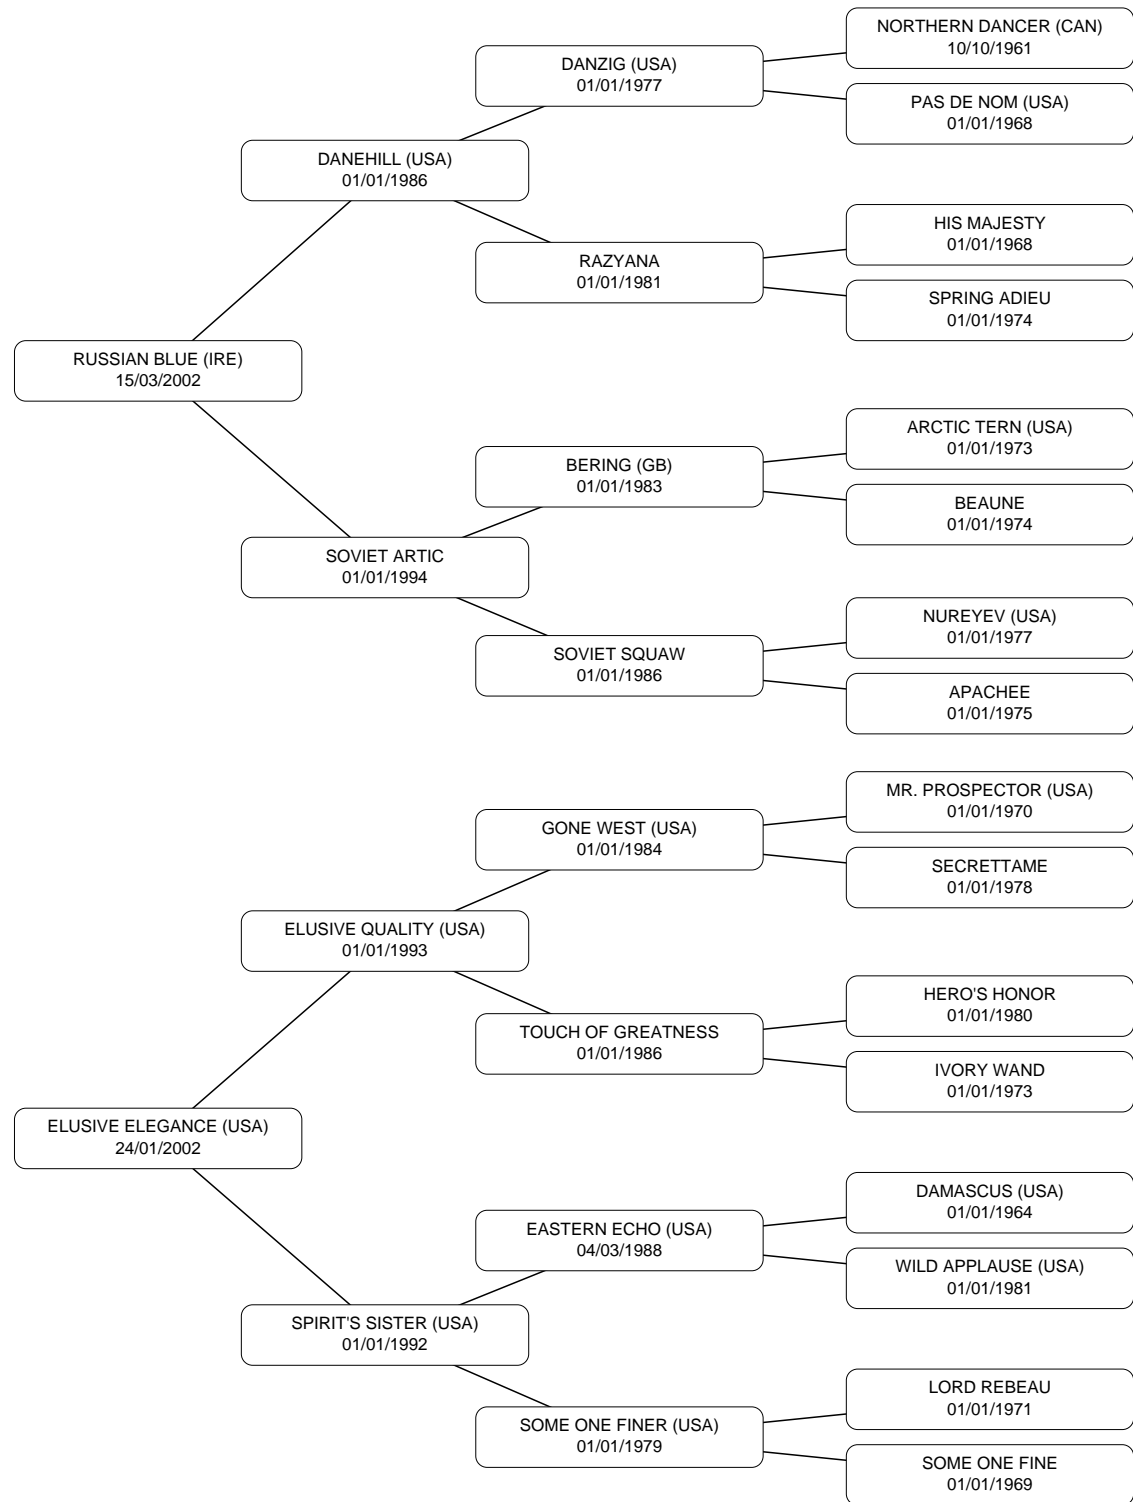 NORTHERN DANCER (CAN)
10/10/1961
DANZIG (USA)
01/01/1977
PAS DE NOM (USA)
01/01/1968
DANEHILL (USA)
01/01/1986
HIS MAJESTY
01/01/1968
RAZYANA
01/01/1981
SPRING ADIEU
01/01/1974
RUSSIAN BLUE (IRE)
15/03/2002
ARCTIC TERN (USA)
01/01/1973
BERING (GB)
01/01/1983
BEAUNE
01/01/1974
SOVIET ARTIC
01/01/1994
NUREYEV (USA)
01/01/1977
SOVIET SQUAW
01/01/1986
APACHEE
01/01/1975
MR. PROSPECTOR (USA)
01/01/1970
GONE WEST (USA)
01/01/1984
SECRETTAME
01/01/1978
ELUSIVE QUALITY (USA)
01/01/1993
HERO'S HONOR
01/01/1980
TOUCH OF GREATNESS
01/01/1986
IVORY WAND
01/01/1973
ELUSIVE ELEGANCE (USA)
24/01/2002
DAMASCUS (USA)
01/01/1964
EASTERN ECHO (USA)
04/03/1988
WILD APPLAUSE (USA)
01/01/1981
SPIRIT'S SISTER (USA)
01/01/1992
LORD REBEAU
01/01/1971
SOME ONE FINER (USA)
01/01/1979
SOME ONE FINE
01/01/1969